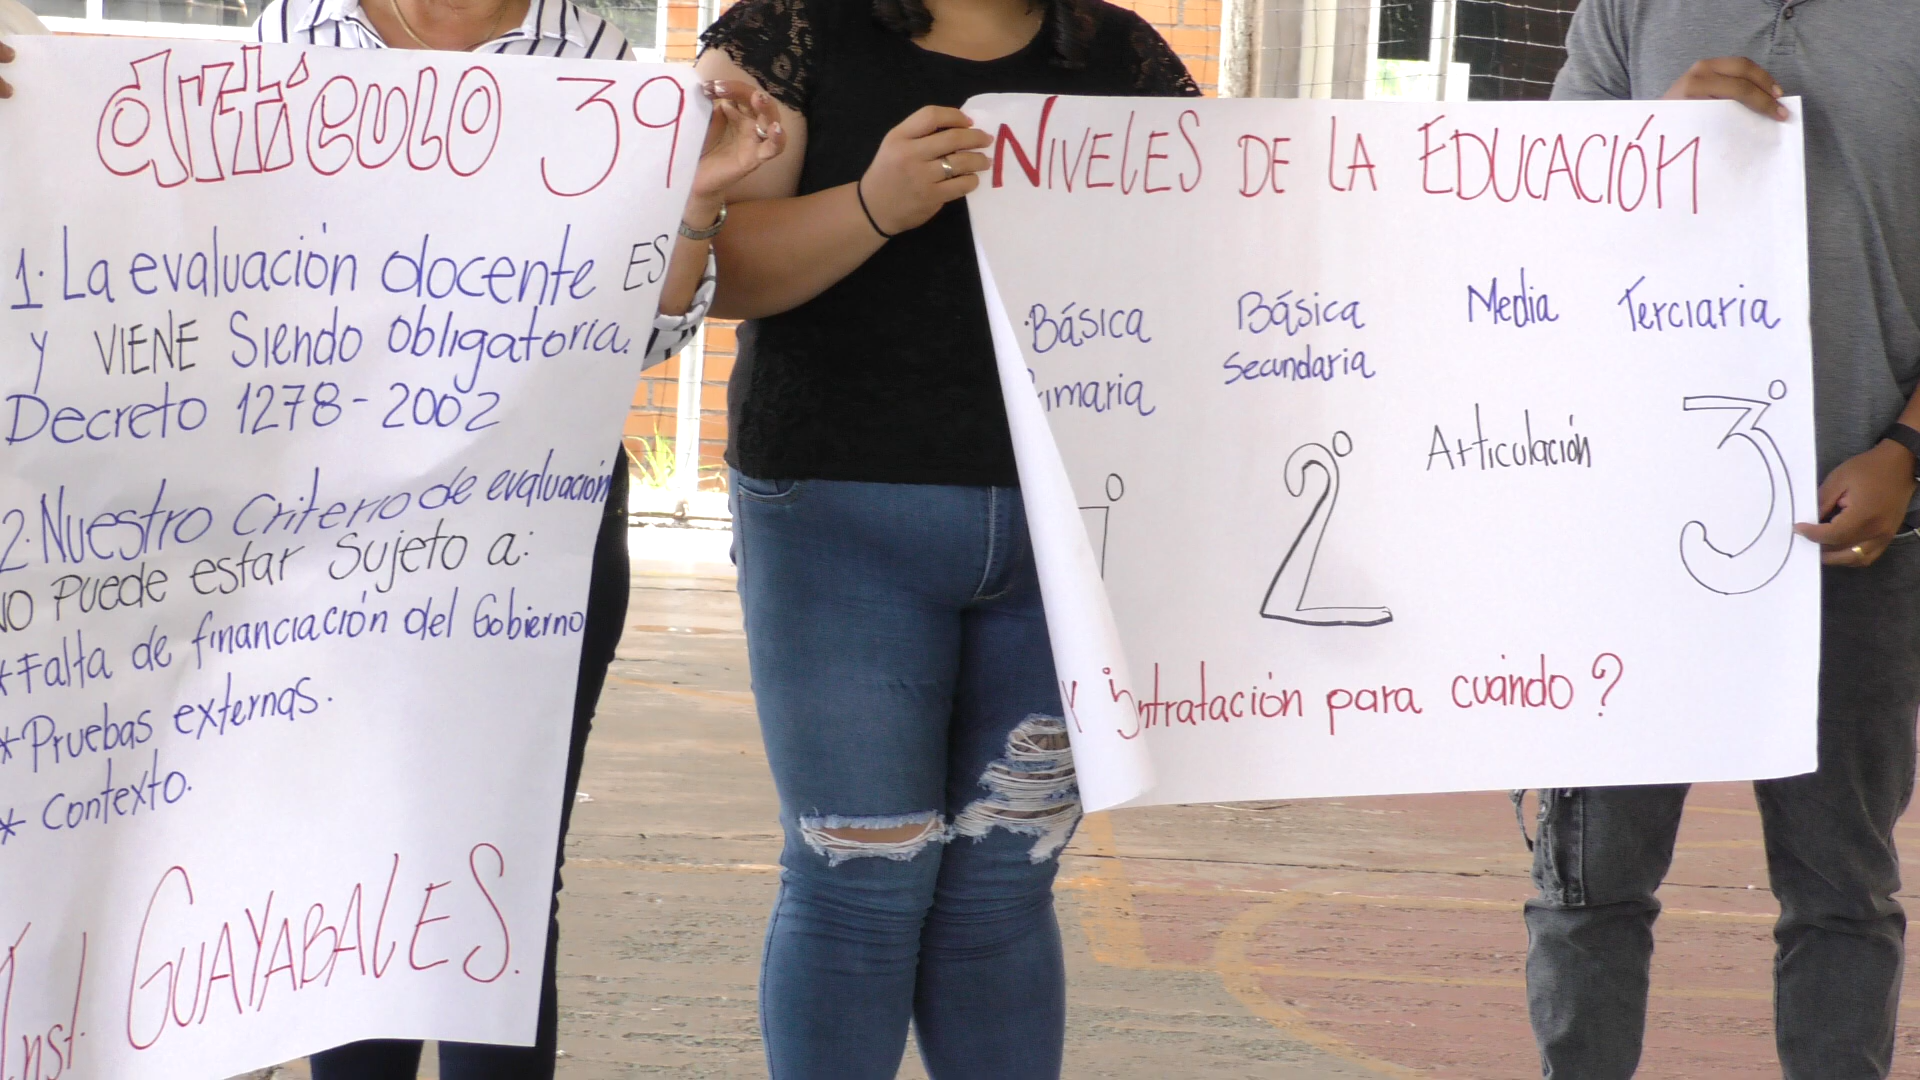 Artículo 39
1. La evaluación docente ES
y VIENE Siendo obligatoria.
Decreto 1278-2002
2. Nuestro Criterio de evaluación
NO PUEDE estar Sujeto a:
*Falta de financiación del Gobierno
*Pruebas externas.
* Contexto.
Inst. GUAYABALES.
NIVELES DE LA EDUCACIÓN
Básica
imaria
Básica
Secundaria
Media
Terciaria
Articulación
2°
3°
Y ntratación para cuándo?